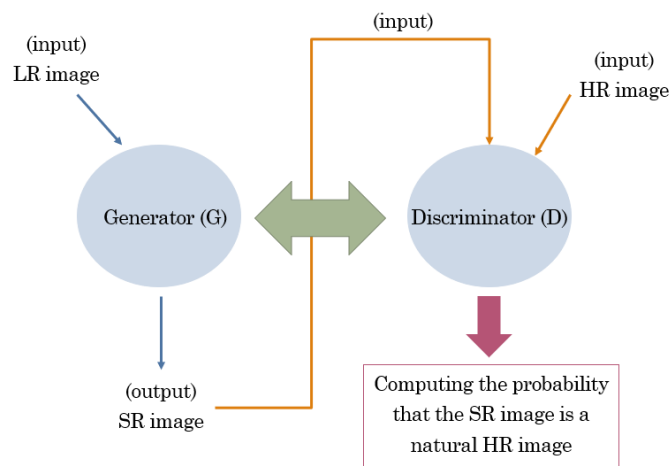 (input)
LR image
(input)
(input)
HR image
Generator (G)
Discriminator (D)
(output)
SR image
Computing the probability
that the SR image is a
natural HR image